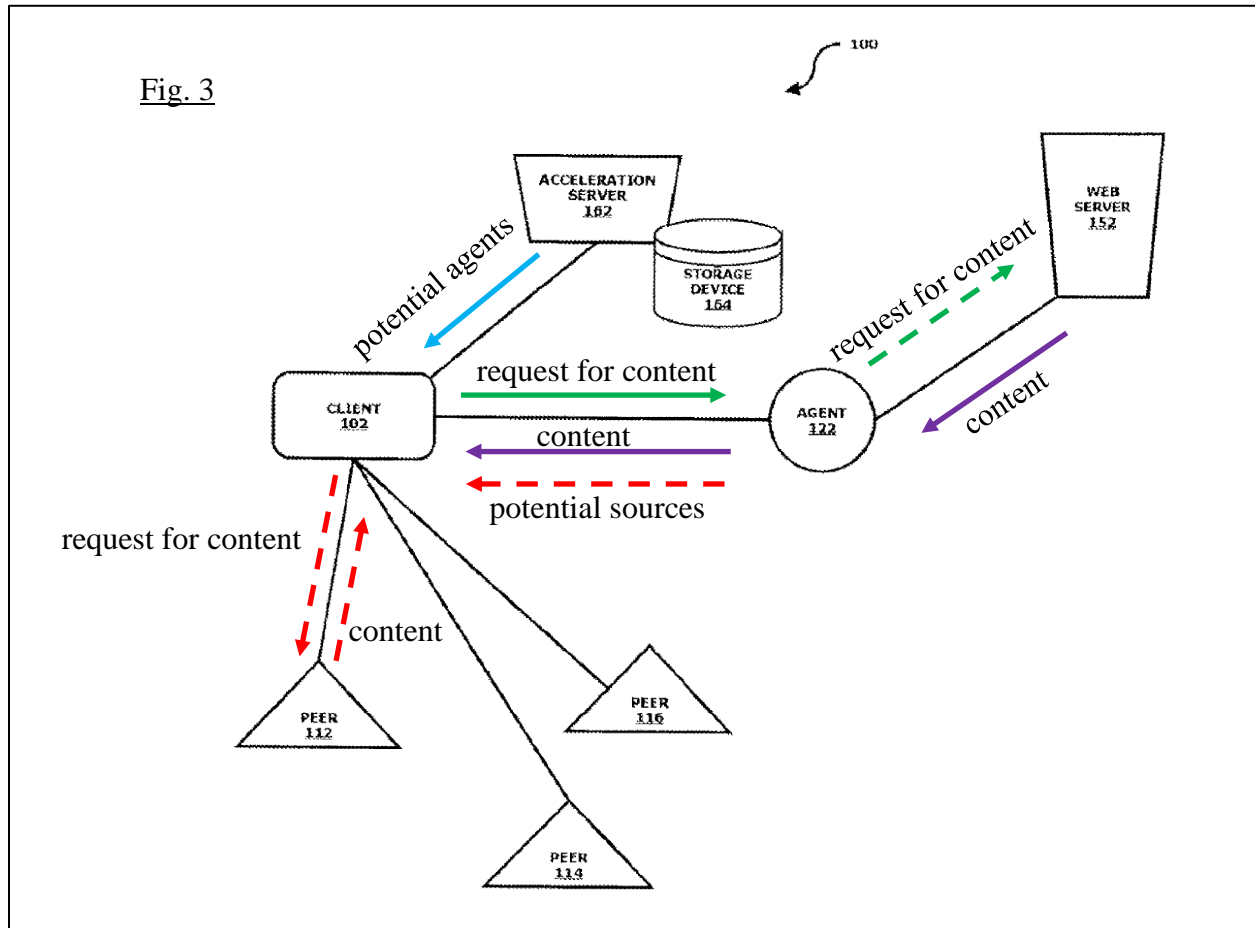 100
Fig. 3
ACCELERATION
SERVER
162
WEB
SERVER
152
STORAGE
DEVICE
164
potential agents
request for content
content
request for content
CLIENT
102
AGENT
122
content
potential sources
request for content
content
PEER
112
PEER
116
PEER
114